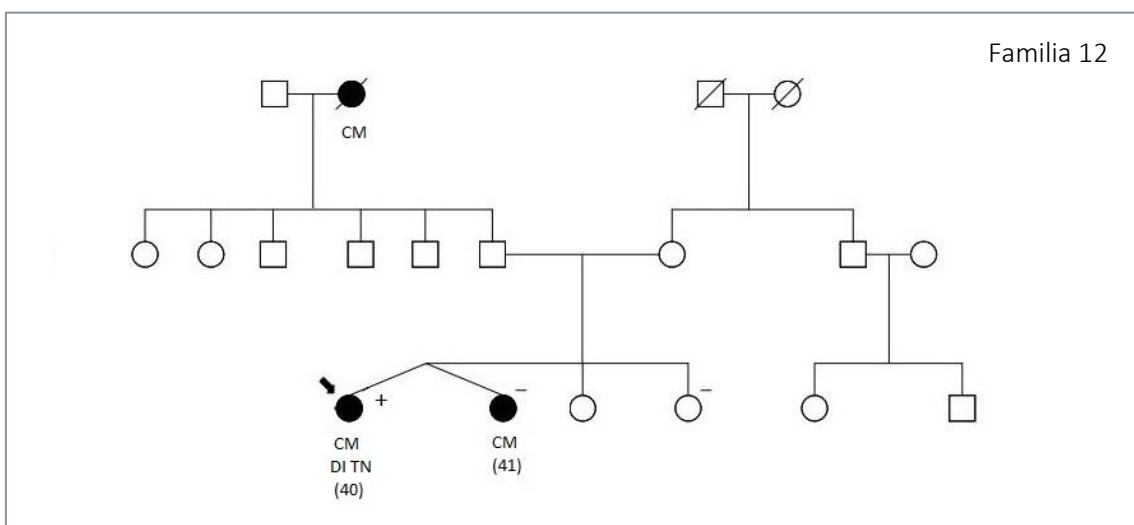 Familia 12
CM
+
–
–
CM
DI TN
(40)
CM
(41)